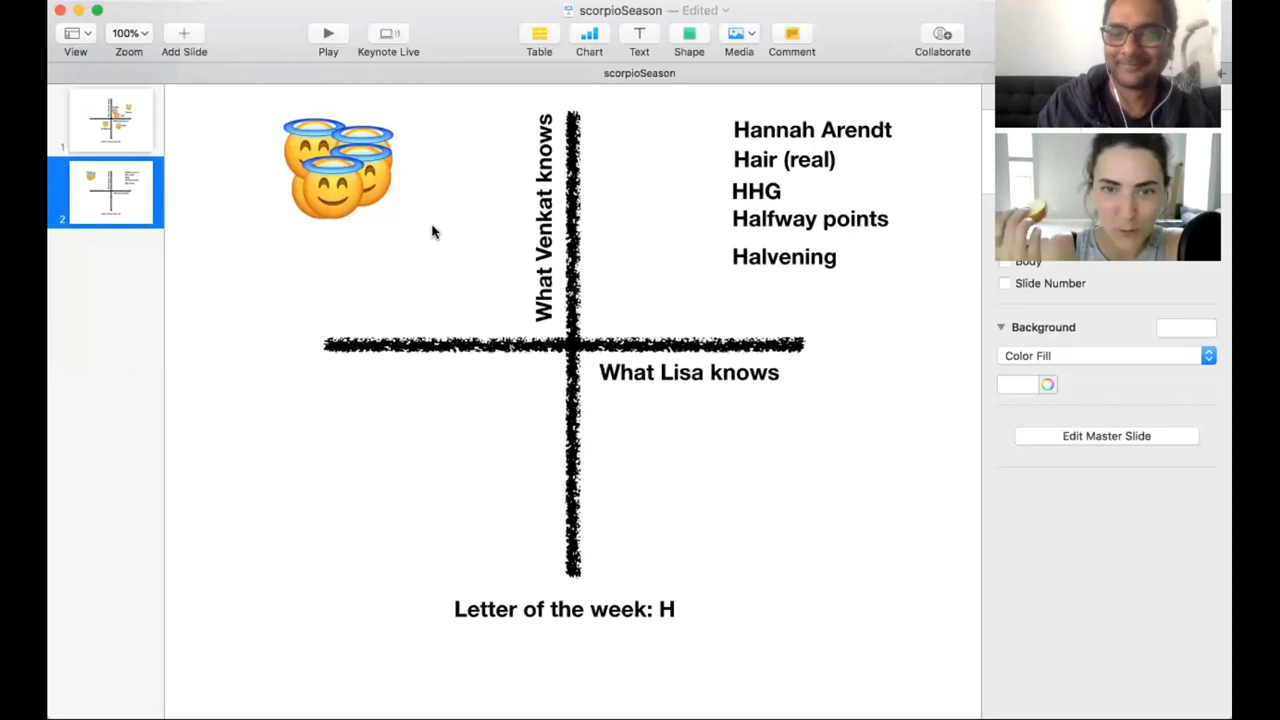 scorpioSeason — Edited
100%
View
Zoom
Add Slide
Play
Keynote Live
Table
Chart
Text
Shape
Media
Comment
Collaborate
scorpioSeason
1
2
What Venkat knows
Hannah Arendt
Hair (real)
HHG
Halfway points
Halvening
What Lisa knows
Letter of the week: H
Body
Slide Number
Background
Color Fill
Edit Master Slide